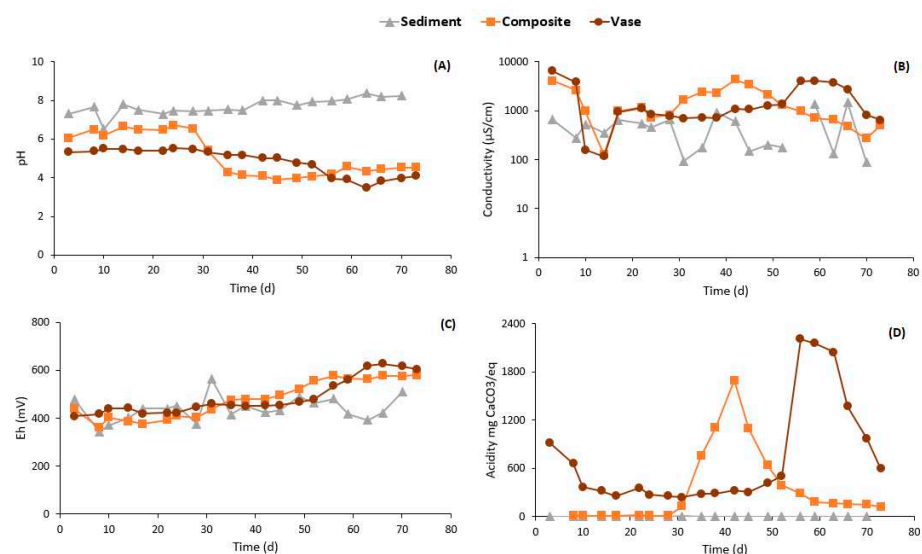 Sediment Composite Vase
(A)
10
8
6
4
2
0
pH
0 10 20 30 40 50 60 70 80
Time (d)
(B)
10000
1000
100
10
1
Conductivity (µS/cm)
0 10 20 30 40 50 60 70 80
Time (d)
(C)
800
600
400
200
0
Eh (mV)
0 10 20 30 40 50 60 70 80
Time (d)
(D)
2400
1800
1200
600
0
Acidity mg CaCO3/eq
0 10 20 30 40 50 60 70 80
Time (d)